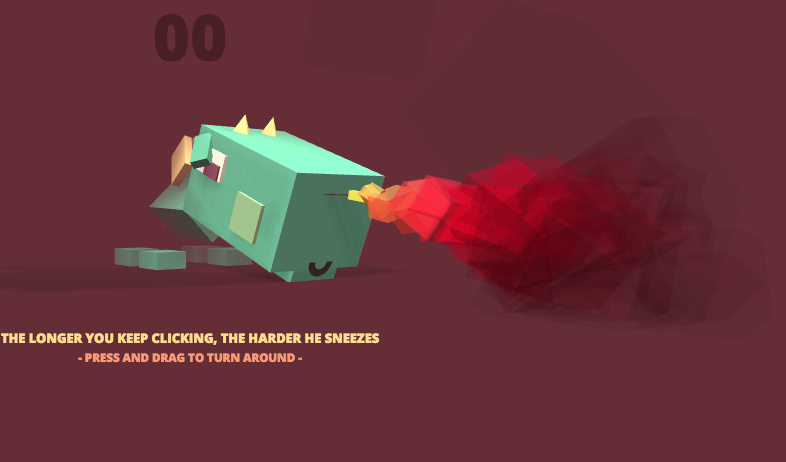 00
THE LONGER YOU KEEP CLICKING, THE HARDER HE SNEEZES
- PRESS AND DRAG TO TURN AROUND -